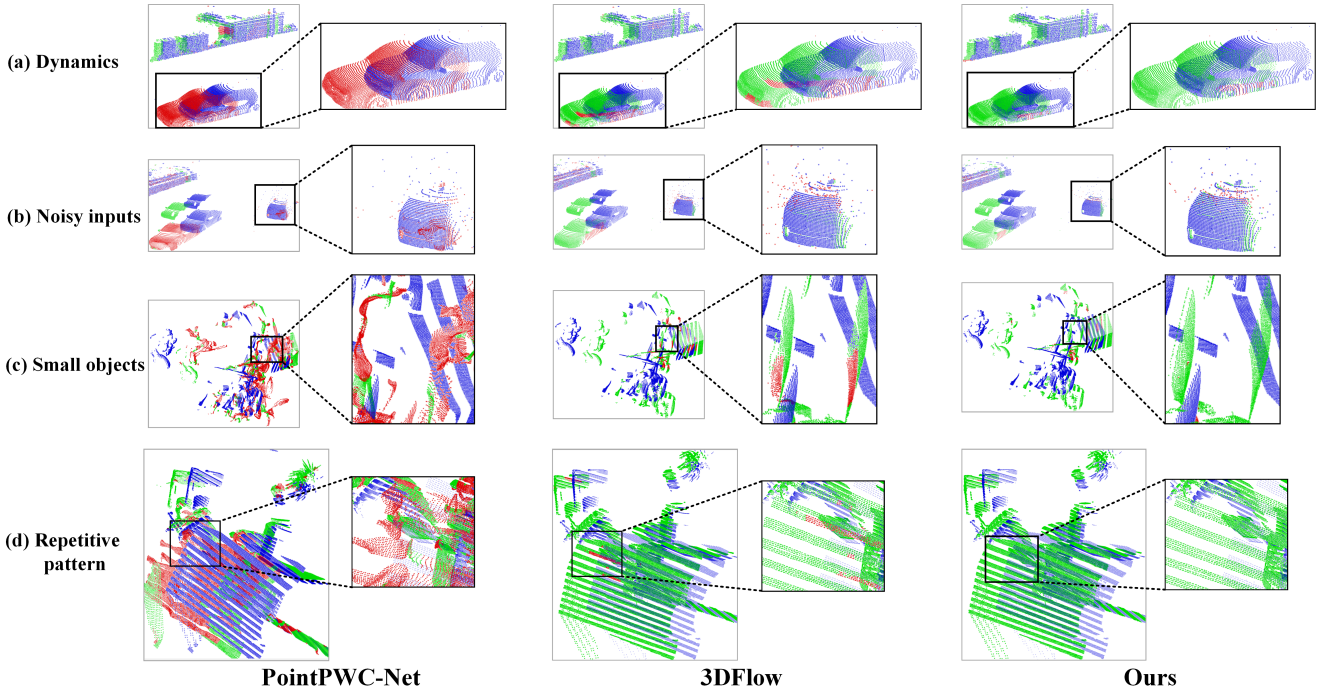 (a) Dynamics
(b) Noisy inputs
(c) Small objects
(d) Repetitive
pattern
PointPWC-Net
3DFlow
Ours